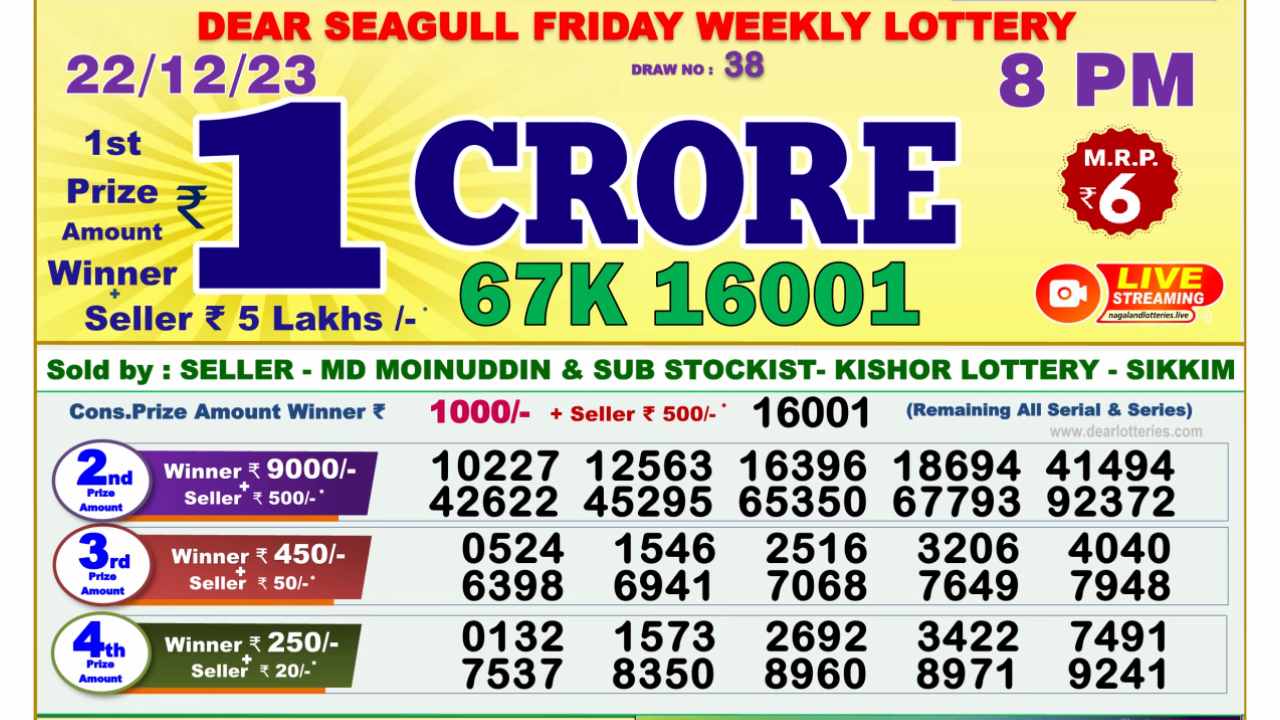 DEAR SEAGULL FRIDAY WEEKLY LOTTERY
22/12/23
DRAW NO : 38
8 PM
1st
Prize
Amount
Winner
+
Seller ₹ 5 Lakhs /-*
₹ 1 CRORE
67K 16001
M.R.P.
₹6
LIVE
STREAMING
nagalandlotteries.live
Sold by : SELLER - MD MOINUDDIN & SUB STOCKIST- KISHOR LOTTERY - SIKKIM
Cons.Prize Amount Winner ₹ 1000/- + Seller ₹ 500/-* 16001 (Remaining All Serial & Series)
www.dearlotteries.com
2nd
Prize
Amount
Winner ₹ 9000/-
+
Seller ₹ 500/-*
10227 12563 16396 18694 41494
42622 45295 65350 67793 92372
3rd
Prize
Amount
Winner ₹ 450/-
+
Seller ₹ 50/-*
0524 1546 2516 3206 4040
6398 6941 7068 7649 7948
4th
Prize
Amount
Winner ₹ 250/-
+
Seller ₹ 20/-*
0132 1573 2692 3422 7491
7537 8350 8960 8971 9241